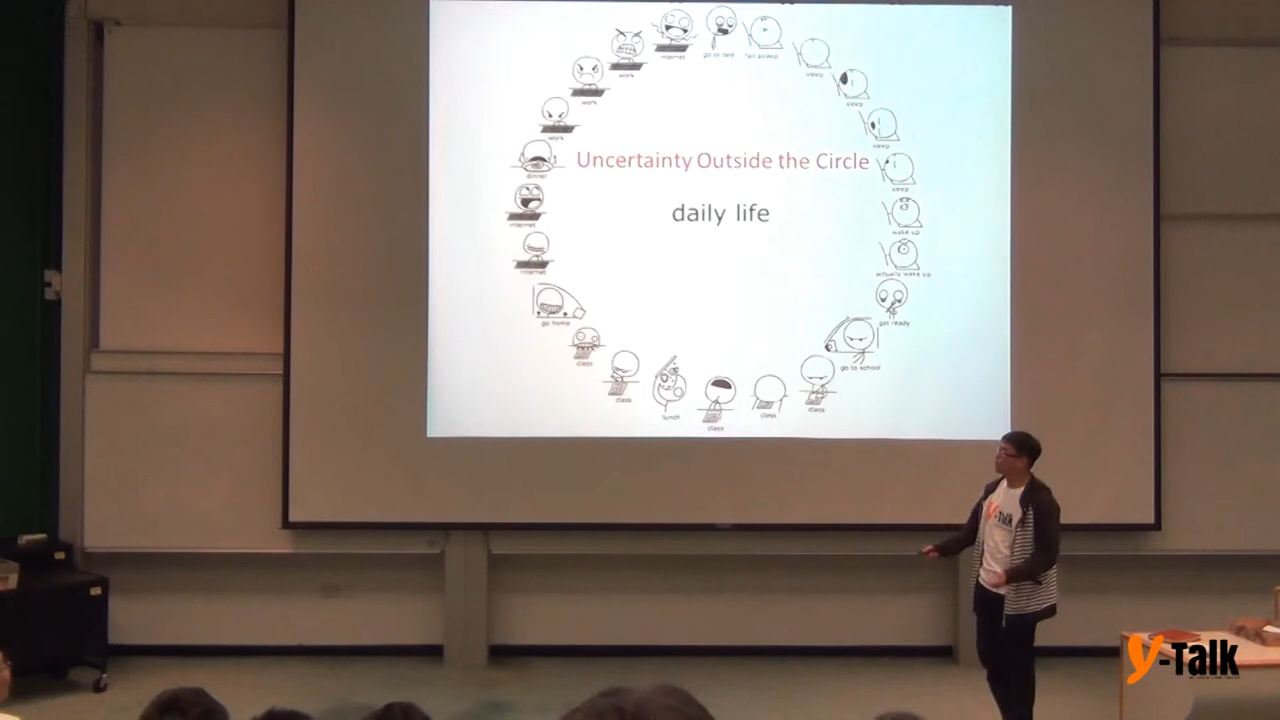 internet
go to bed
fall asleep
sleep
work
sleep
work
work
sleep
Uncertainty Outside the Circle
dinner
sleep
daily life
internet
wake up
internet
actually wake up
go home
get ready
class
go to school
class
lunch
class
class
class
y-Talk
y-Talk